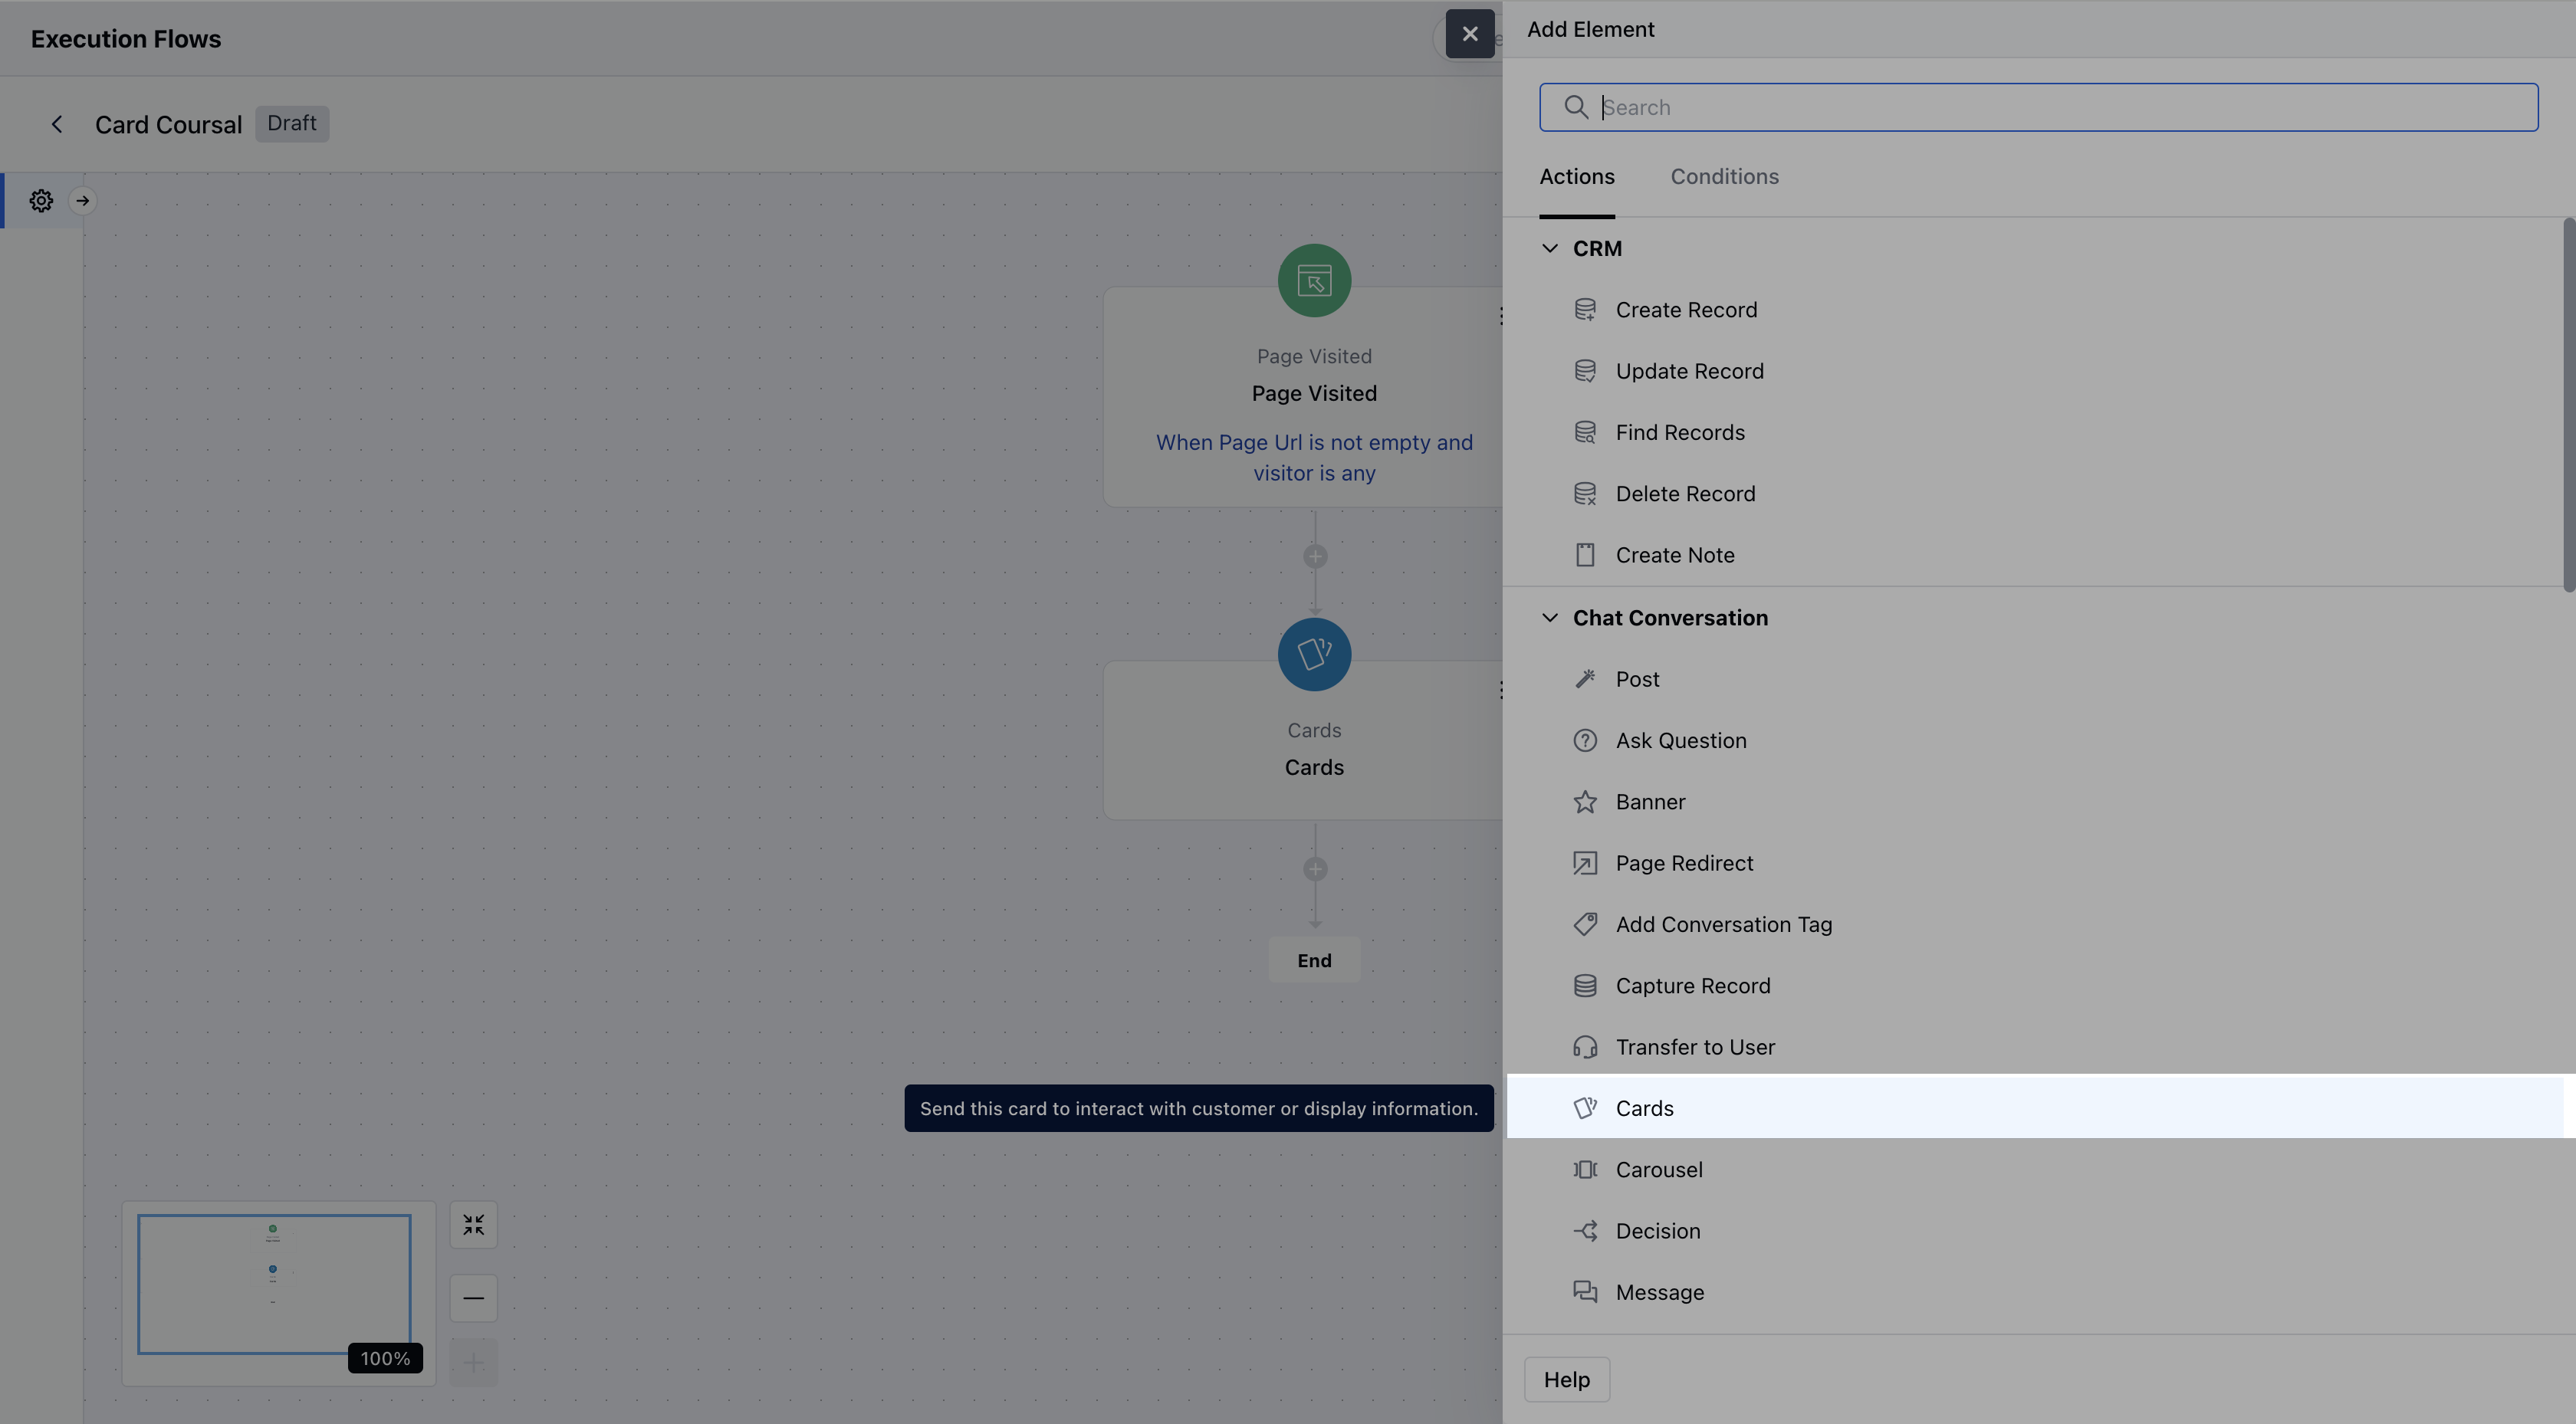 Execution Flows
Card Coursal
Draft
Page Visited
Page Visited
When Page Url is not empty and
visitor is any
Cards
Cards
End
Send this card to interact with customer or display information.
100%
Add Element
Search
Actions
Conditions
CRM
Create Record
Update Record
Find Records
Delete Record
Create Note
Chat Conversation
Post
Ask Question
Banner
Page Redirect
Add Conversation Tag
Capture Record
Transfer to User
Cards
Carousel
Decision
Message
Help